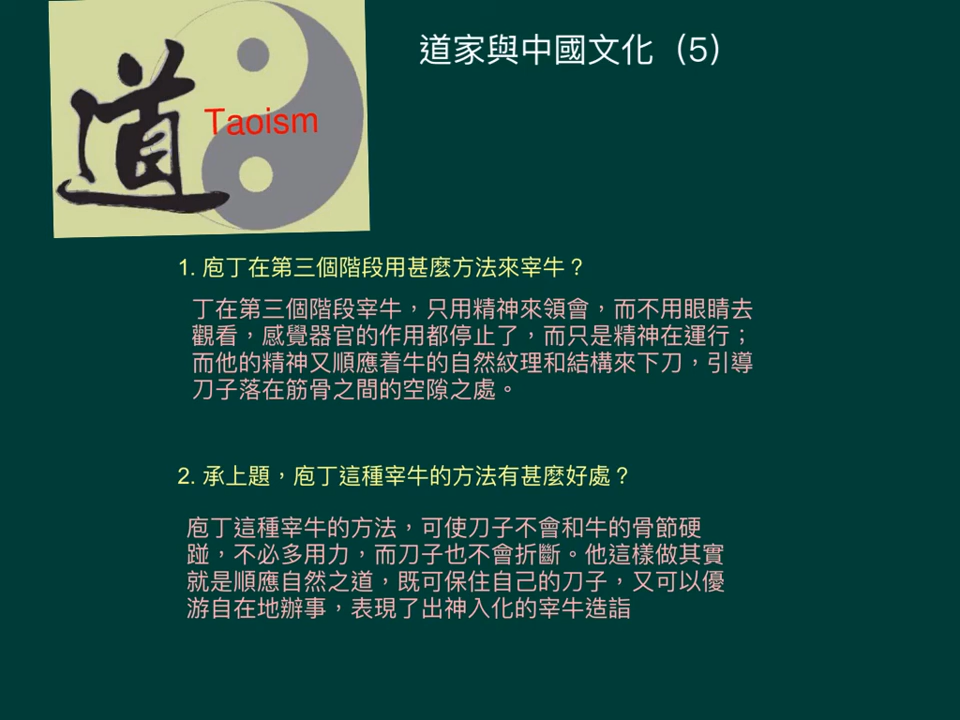 道家與中國文化（5）
道
Taoism
1. 庖丁在第三個階段用甚麼方法來宰牛？
丁在第三個階段宰牛，只用精神來領會，而不用眼睛去
觀看，感覺器官的作用都停止了，而只是精神在運行；
而他的精神又順應着牛的自然紋理和結構來下刀，引導
刀子落在筋骨之間的空隙之處。
2. 承上題，庖丁這種宰牛的方法有甚麼好處？
庖丁這種宰牛的方法，可使刀子不會和牛的骨節硬
碰，不必多用力，而刀子也不會折斷。他這樣做其實
就是順應自然之道，既可保住自己的刀子，又可以優
游自在地辦事，表現了出神入化的宰牛造詣